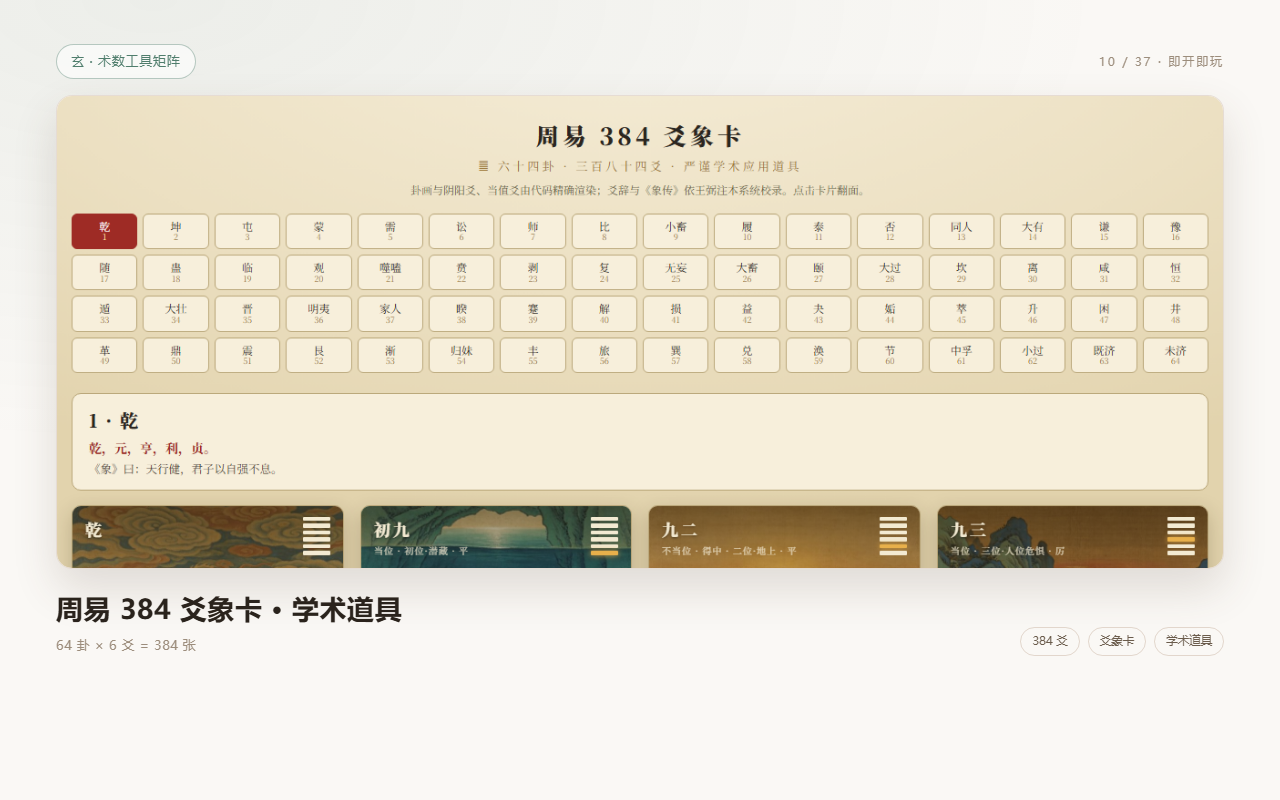 玄 · 术数工具矩阵
10 / 37 · 即开即玩
周易 384 爻象卡
䷀ 六十四卦 · 三百八十四爻 · 严谨学术应用道具
卦画与阴阳爻、当值爻由代码精确渲染；爻辞与《象传》依王弼注木系统校录。点击卡片翻面。
乾 坤 屯 蒙 需 讼 师 比 小畜 履 泰 否 同人 大有 谦 豫
1 2 3 4 5 6 7 8 9 10 11 12 13 14 15 16
随 蛊 临 观 噬嗑 贲 剥 复 无妄 大畜 颐 大过 坎 离 咸 恒
17 18 19 20 21 22 23 24 25 26 27 28 29 30 31 32
遁 大壮 晋 明夷 家人 睽 蹇 解 损 益 夬 姤 萃 升 困 井
33 34 35 36 37 38 39 40 41 42 43 44 45 46 47 48
革 鼎 震 艮 渐 归妹 丰 旅 巽 兑 涣 节 中孚 小过 既济 未济
49 50 51 52 53 54 55 56 57 58 59 60 61 62 63 64
1 · 乾
乾，元，亨，利，贞。
《象》曰：天行健，君子以自强不息。
乾
初九
当位 · 初位·潜藏 · 平
九二
不当位 · 得中 · 二位·地上 · 平
九三
当位 · 三位·人位危惧 · 厉
周易 384 爻象卡 • 学术道具
64 卦 × 6 爻 = 384 张
384 爻
爻象卡
学术道具